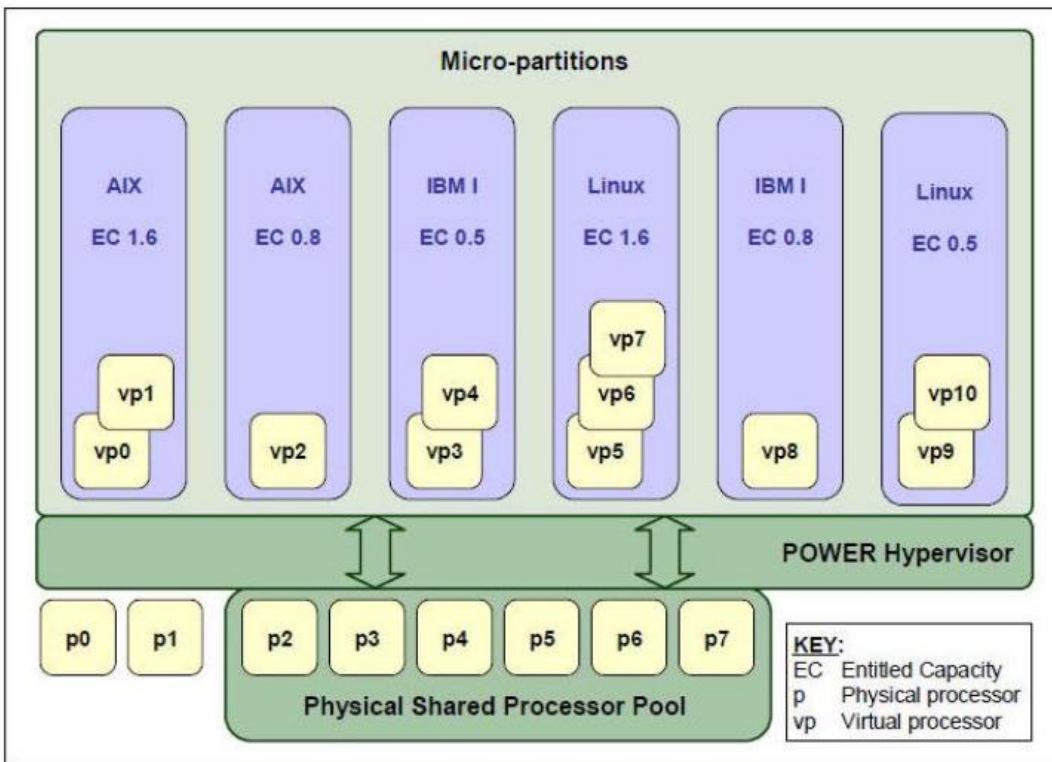 Micro-partitions
AIX
EC 1.6
vp1
vp0
AIX
EC 0.8
vp2
IBM I
EC 0.5
vp4
vp3
Linux
EC 1.6
vp7
vp6
vp5
IBM I
EC 0.8
vp8
Linux
EC 0.5
vp10
vp9
POWER Hypervisor
p0
p1
p2
p3
p4
p5
p6
p7
Physical Shared Processor Pool
KEY:
EC Entitled Capacity
p Physical processor
vp Virtual processor